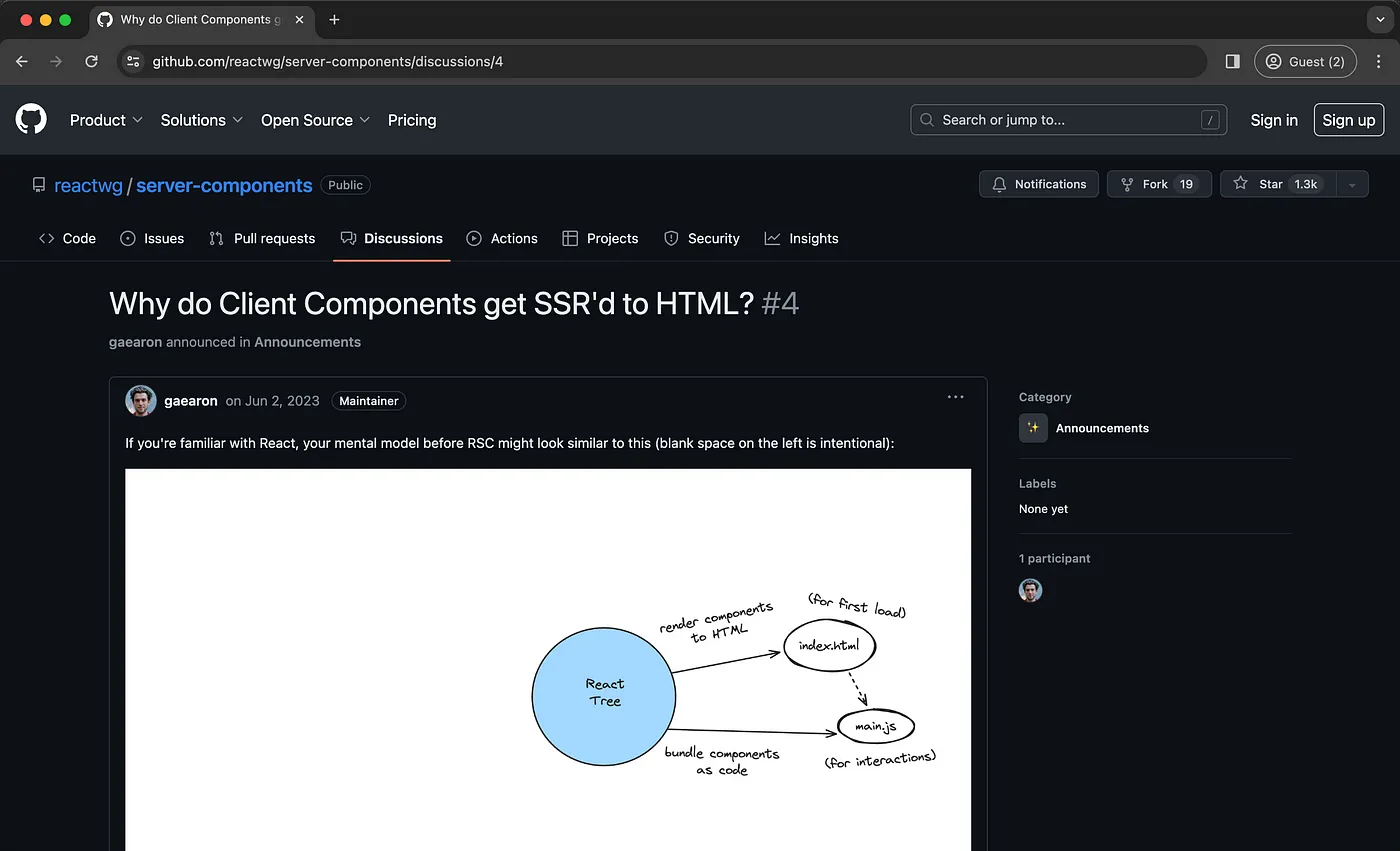 Why do Client Components g
github.com/reactwg/server-components/discussions/4
Guest (2)
Product
Solutions
Open Source
Pricing
Search or jump to...
/
Sign in
Sign up
reactwg / server-components
Public
Notifications
Fork 19
Star 1.3k
Code
Issues
Pull requests
Discussions
Actions
Projects
Security
Insights
Why do Client Components get SSR'd to HTML? #4
gaearon announced in Announcements
gaearon on Jun 2, 2023 Maintainer
If you're familiar with React, your mental model before RSC might look similar to this (blank space on the left is intentional):
render components
to HTML
(for first load)
index.html
React
Tree
main.js
bundle components
as code
(for interactions)
Category
Announcements
Labels
None yet
1 participant